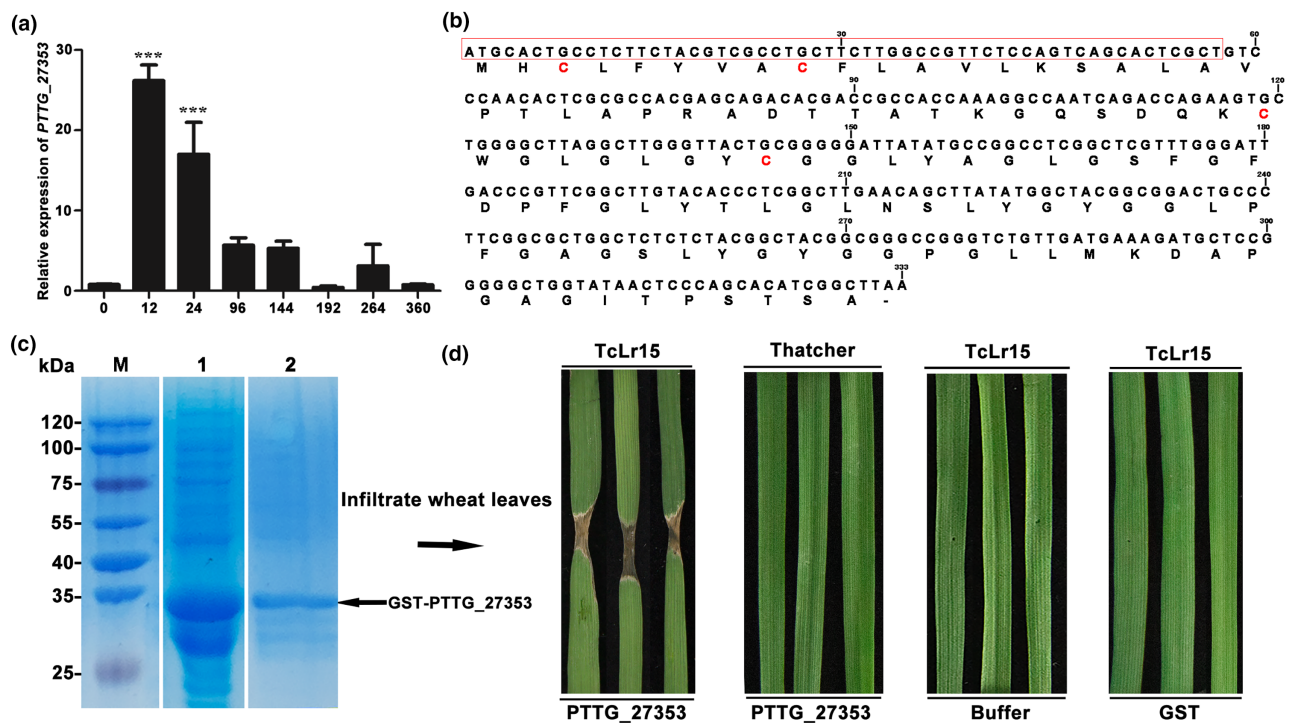 (a)
Relative expression of PTTG_27353
30
20
10
0
***
***
0 12 24 96 144 192 264 360
(b)
30 60
ATGCACTGCCTCTTCTACGTCGCCTGCTTCTTGGCCGTTCTCCAGTCAGCACTCGCTGTC
M H C L F Y V A C F L A V L K S A L A V
90 120
CCAACACTCGCGCCACGAGCAGACACGACCGCCACCAAAGGCCAATCAGACCAGAAGTGC
P T L A P R A D T T A T K G Q S D Q K C
150 180
TGGGGCTTAGGCTTGGGTTACTGCGGGGGATTATATGCCGGCCTCGGCTCGTTTGGGATT
W G L G L G Y C G G L Y A G L G S F G F
210 240
GACCCGTTCGGCTTGTACACCCTCGGCTTGAACAGCTTATATGGCTACGGCGGACTGCCC
D P F G L Y T L G L N S L Y G Y G G L P
270 300
TTCGGCGCTGGCTCTCTCTACGGCTACGGCGGGCCGGGTCTGTTGATGAAAGATGCTCCG
F G A G S L Y G Y G G P G L L M K D A P
333
GGGGCTGGTATAACTCCCAGCACATCGGCTTAA
G A G I T P S T S A -
(c)
kDa M 1 2
120
100
75
55
40
35
25
GST-PTTG_27353
Infiltrate wheat leaves
(d)
TcLr15 Thatcher TcLr15 TcLr15
PTTG_27353 PTTG_27353 Buffer GST